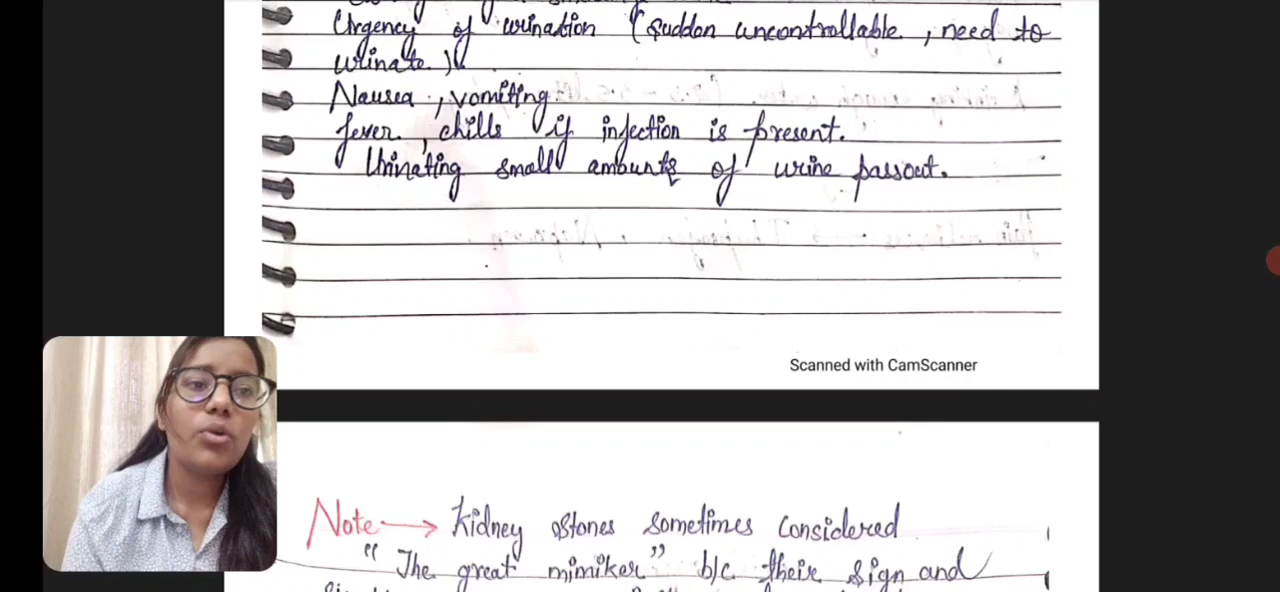 Urgency of urination (suddon uncontrollable, need to
urinate.)
Nausea, vomiting
fever, chills if infection is present.
Urinating small amounts of urine passout.
Scanned with CamScanner
Note → kidney stones sometimes considered
"The great mimiker" b/c their sign and